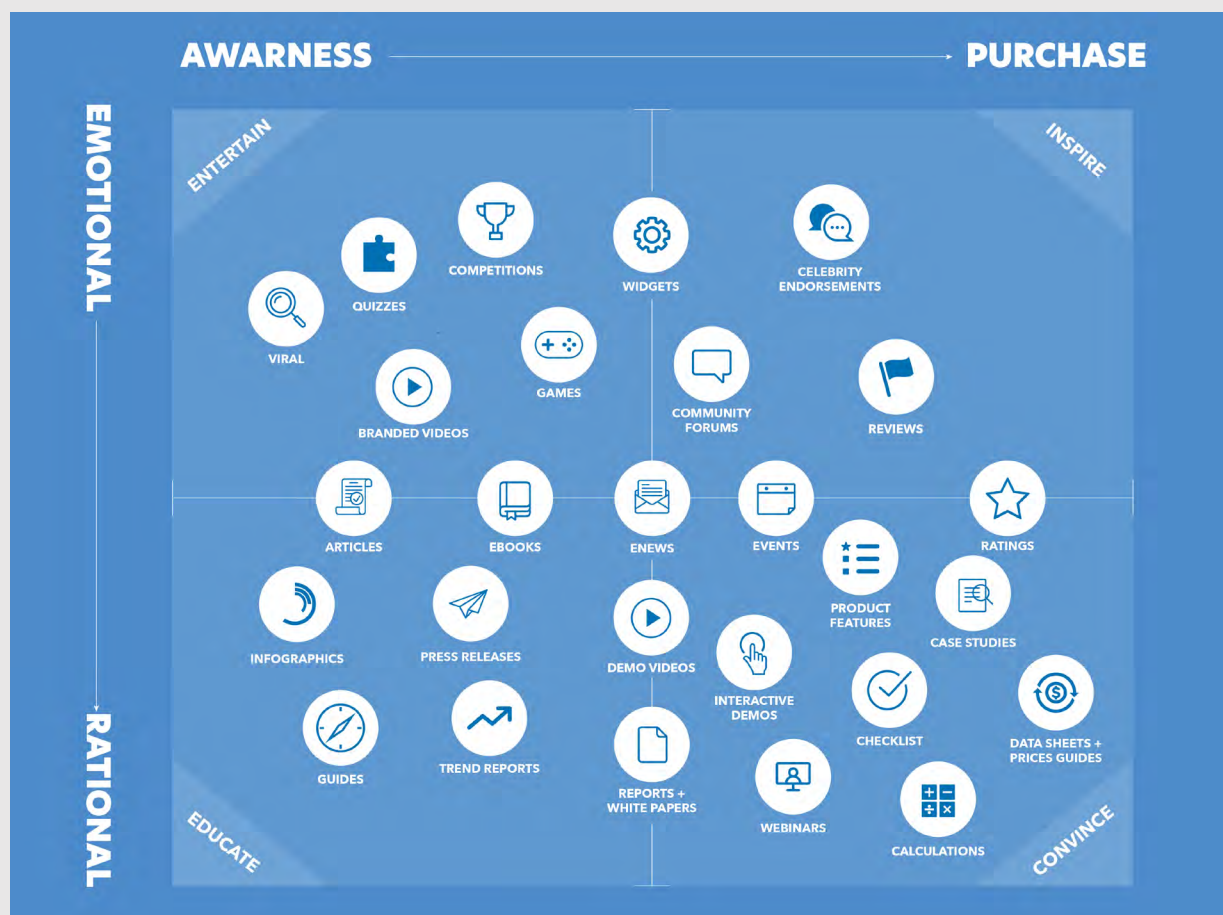 AWARNESS
PURCHASE
EMOTIONAL
RATIONAL
ENTERTAIN
INSPIRE
COMPETITIONS
WIDGETS
CELEBRITY
ENDORSEMENTS
QUIZZES
VIRAL
GAMES
BRANDED VIDEOS
COMMUNITY
FORUMS
REVIEWS
ARTICLES
EBOOKS
ENEWS
EVENTS
RATINGS
PRODUCT
FEATURES
CASE STUDIES
INFOGRAPHICS
PRESS RELEASES
DEMO VIDEOS
INTERACTIVE
DEMOS
CHECKLIST
DATA SHEETS +
PRICES GUIDES
GUIDES
TREND REPORTS
REPORTS +
WHITE PAPERS
WEBINARS
CALCULATIONS
EDUCATE
CONVINCE